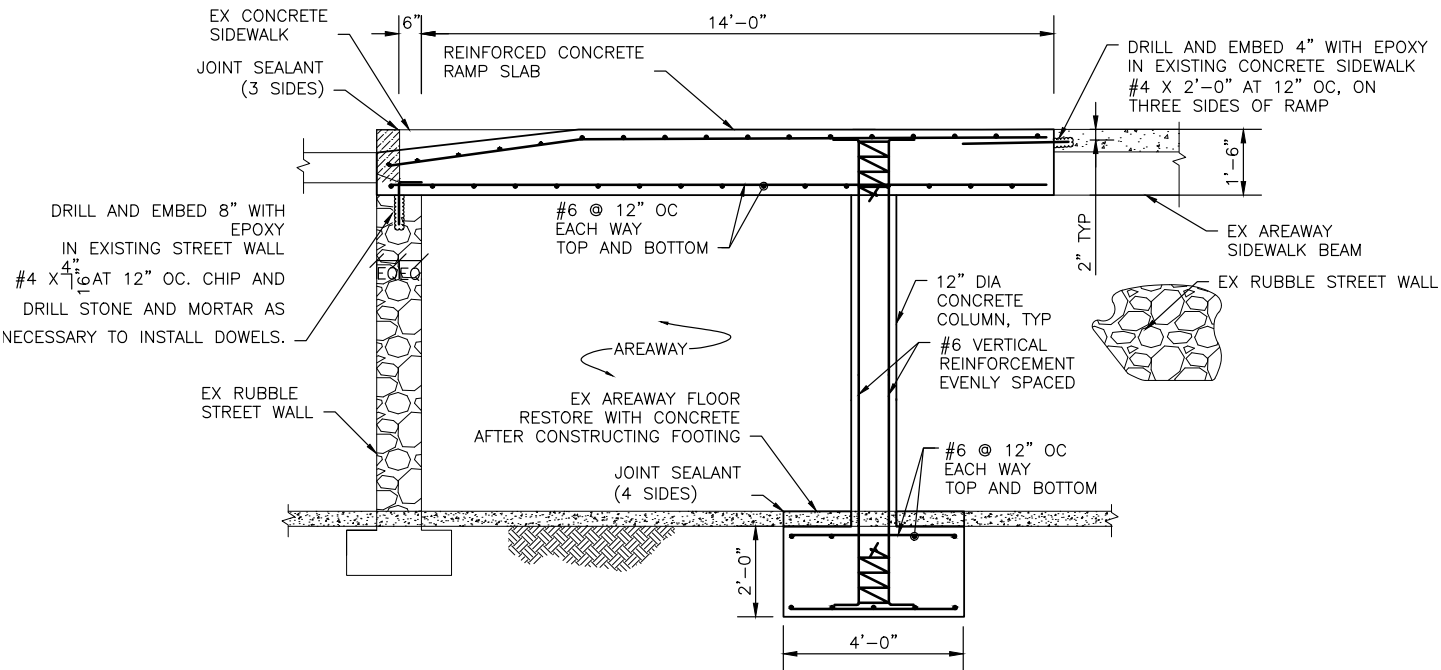 EX CONCRETE
SIDEWALK
6"
14'-0"
JOINT SEALANT
(3 SIDES)
REINFORCED CONCRETE
RAMP SLAB
DRILL AND EMBED 4" WITH EPOXY
IN EXISTING CONCRETE SIDEWALK
#4 X 2'-0" AT 12" OC, ON
THREE SIDES OF RAMP
1'-6"
2" TYP
DRILL AND EMBED 8" WITH
EPOXY
IN EXISTING STREET WALL
#4 X 4"
16" AT 12" OC. CHIP AND
DRILL STONE AND MORTAR AS
NECESSARY TO INSTALL DOWELS.
EQ EQ
#6 @ 12" OC
EACH WAY
TOP AND BOTTOM
EX AREAWAY
SIDEWALK BEAM
EX RUBBLE STREET WALL
12" DIA
CONCRETE
COLUMN, TYP
#6 VERTICAL
REINFORCEMENT
EVENLY SPACED
AREAWAY
EX RUBBLE
STREET WALL
EX AREAWAY FLOOR
RESTORE WITH CONCRETE
AFTER CONSTRUCTING FOOTING
JOINT SEALANT
(4 SIDES)
#6 @ 12" OC
EACH WAY
TOP AND BOTTOM
2'-0"
4'-0"